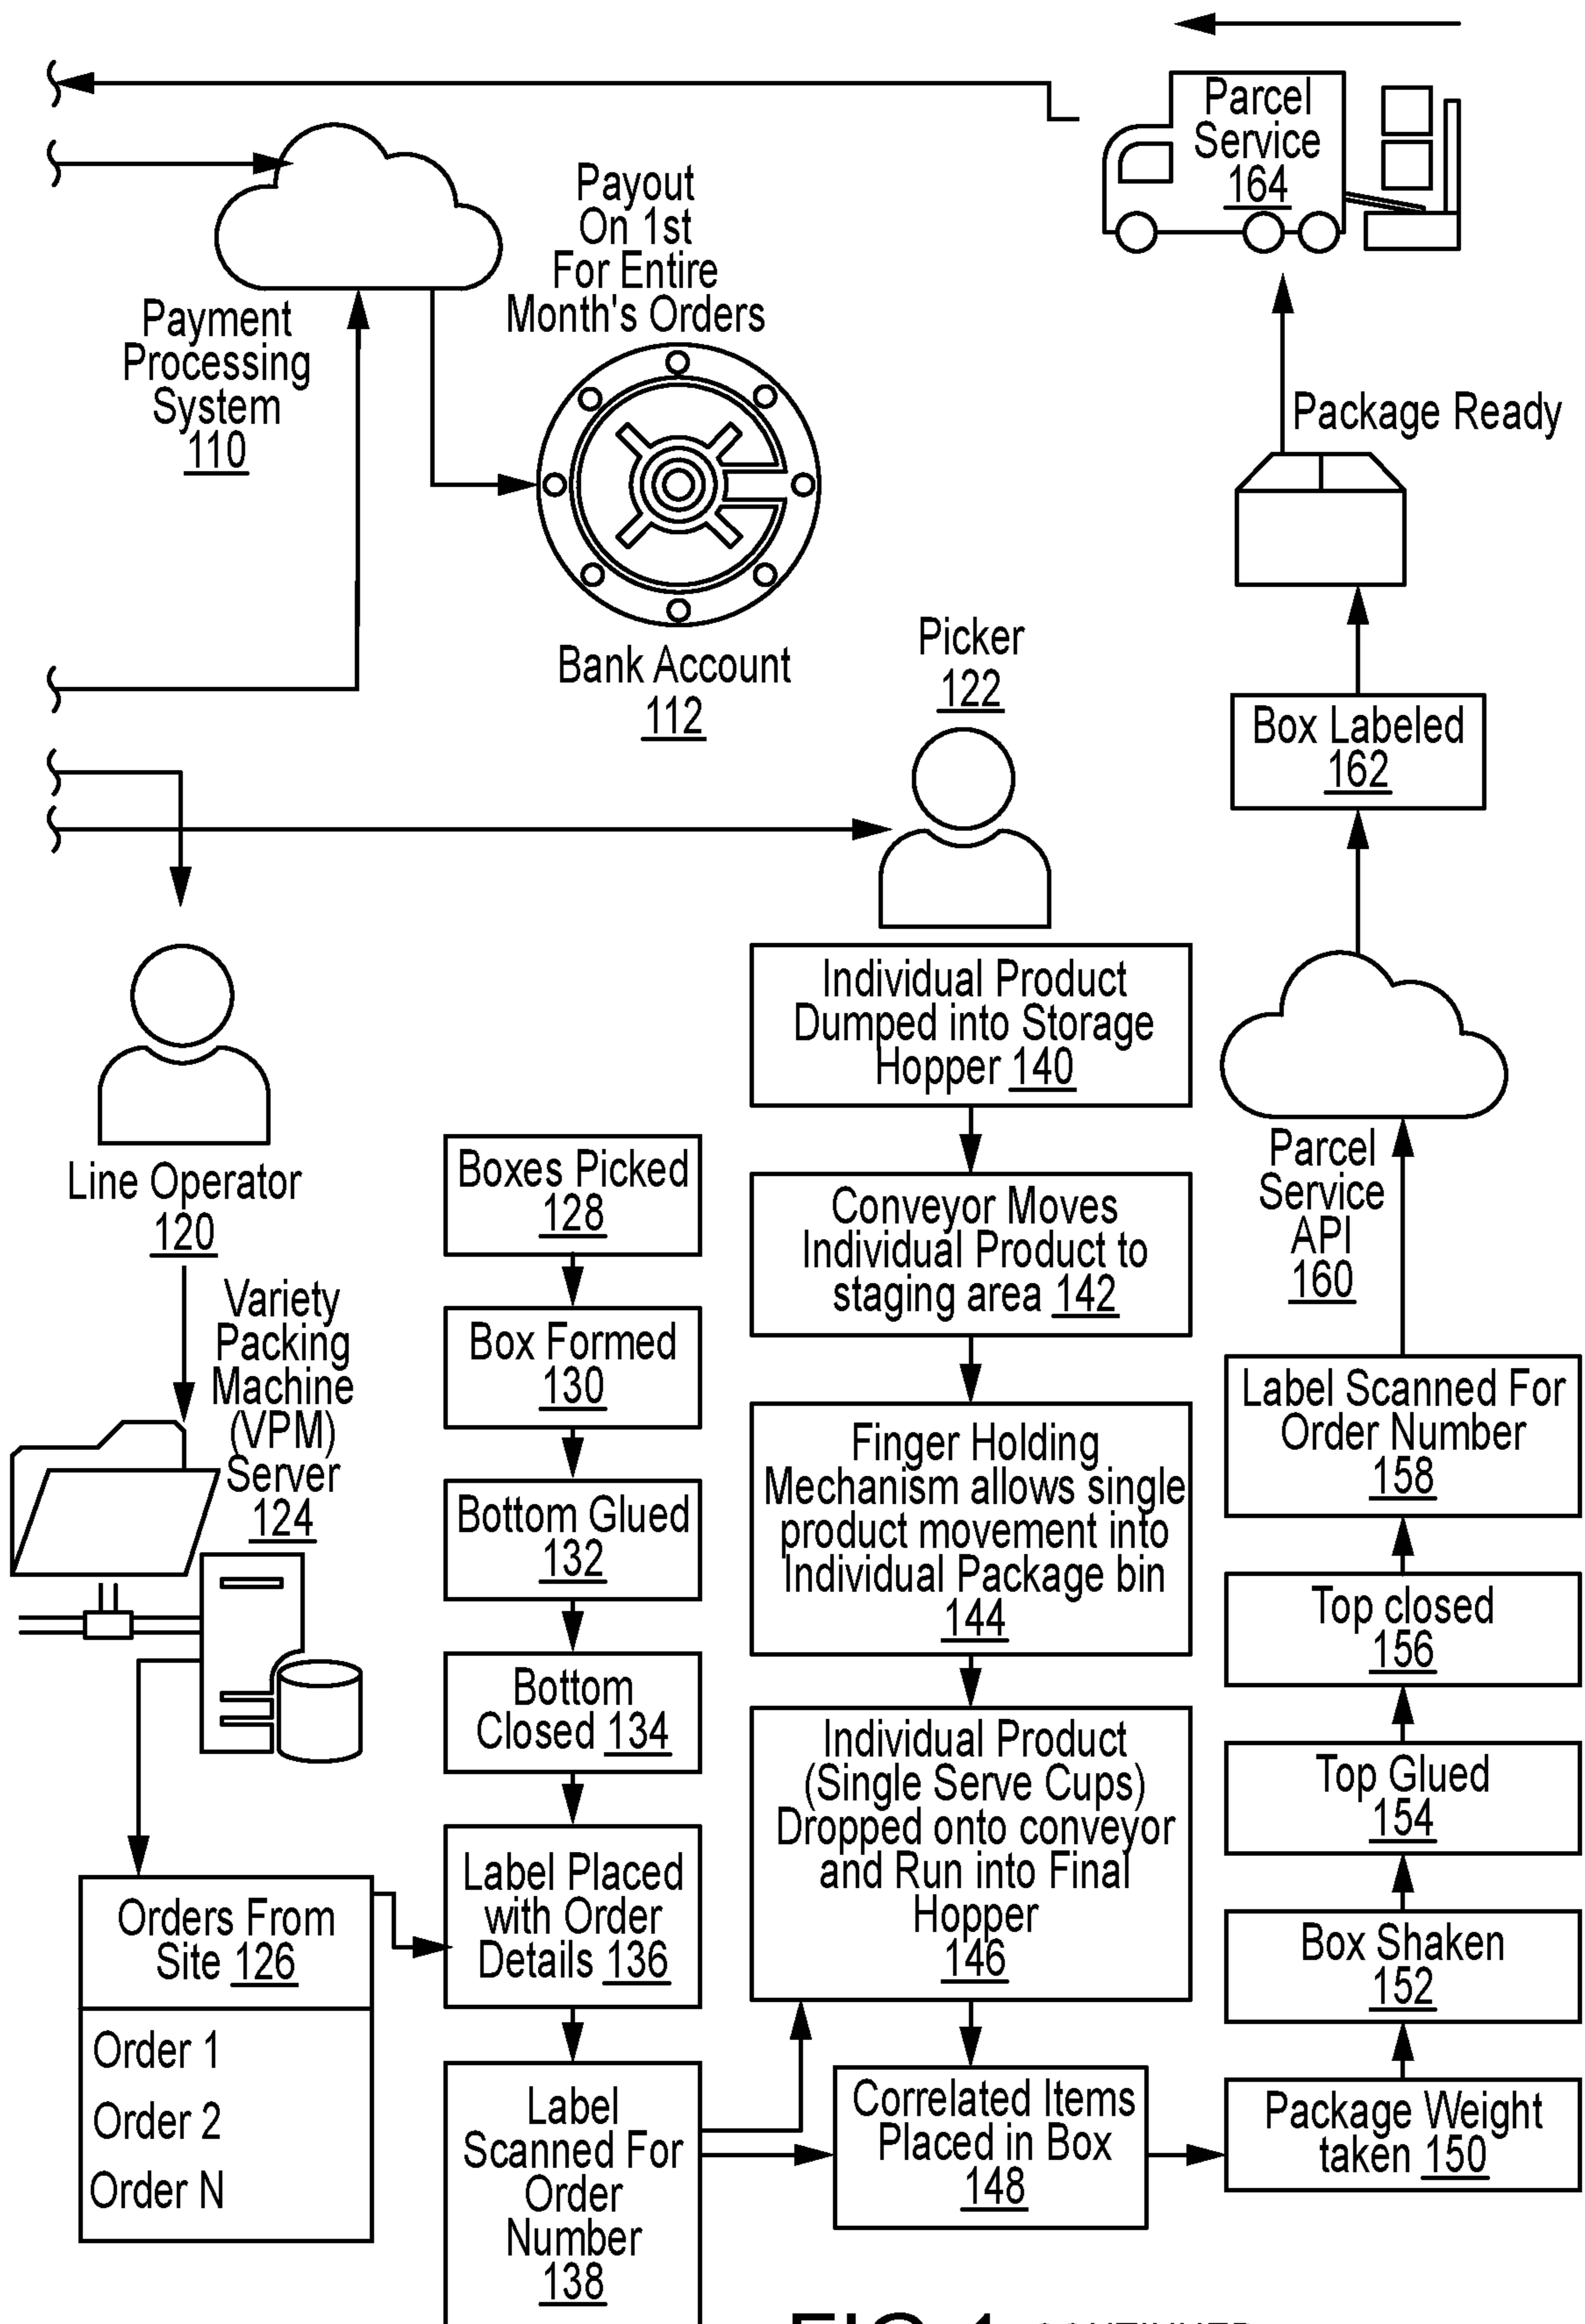 Parcel
Service
164
Payout
On 1st
For Entire
Month's Orders
Payment
Processing
System
110
Package Ready
Bank Account
112
Picker
122
Box Labeled
162
Individual Product
Dumped into Storage
Hopper 140
Line Operator
120
Boxes Picked
128
Conveyor Moves
Individual Product to
staging area 142
Parcel
Service
API
160
Variety
Packing
Machine
(VPM)
Server
124
Box Formed
130
Finger Holding
Mechanism allows single
product movement into
Individual Package bin
144
Label Scanned For
Order Number
158
Bottom Glued
132
Top closed
156
Bottom
Closed 134
Individual Product
(Single Serve Cups)
Dropped onto conveyor
and Run into Final
Hopper
146
Top Glued
154
Orders From
Site 126
Order 1
Order 2
Order N
Label Placed
with Order
Details 136
Box Shaken
152
Label
Scanned For
Order
Number
138
Correlated Items
Placed in Box
148
Package Weight
taken 150
FIG. 1 CONTINUED